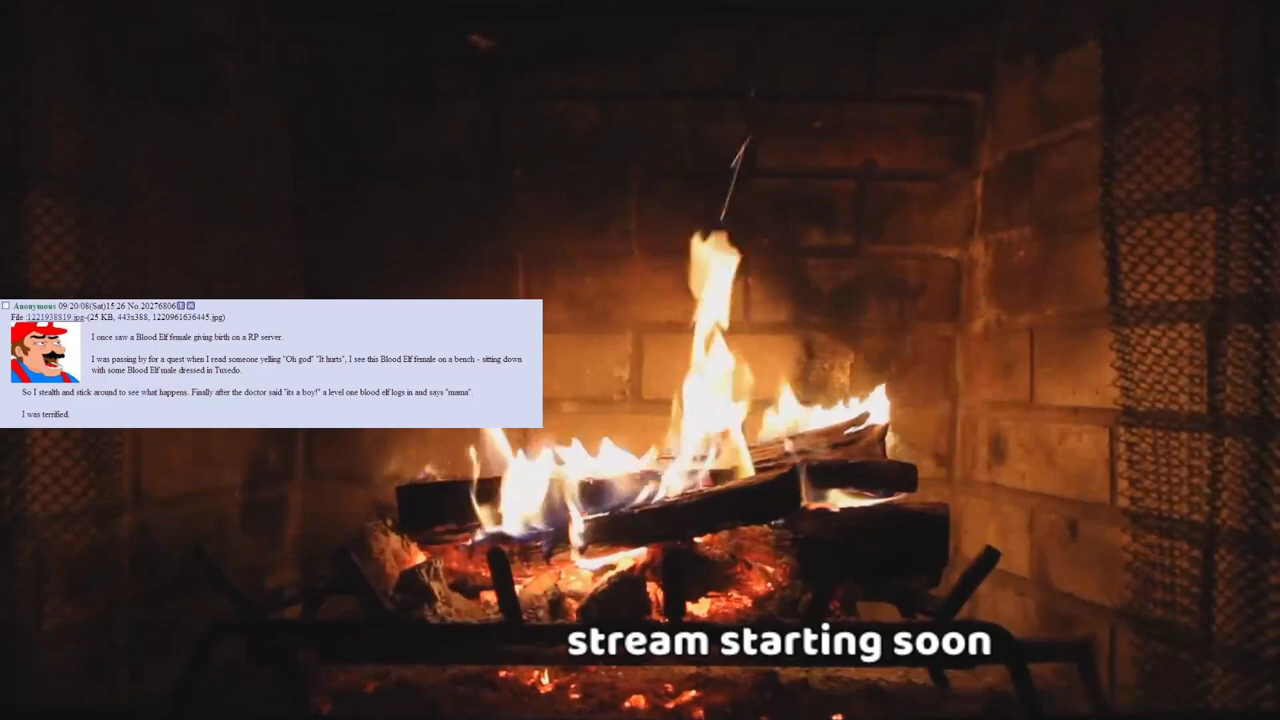 Anonymous 09/20/08(Sat)15:26 No.20276806
File :1221938819.jpg-(25 KB, 443x388, 1220961636445.jpg)
I once saw a Blood Elf female giving birth on a RP server.
I was passing by for a quest when I read someone yelling "Oh god" "It hurts", I see this Blood Elf female on a bench - sitting down
with some Blood Elf male dressed in Tuxedo.
So I stealth and stick around to see what happens. Finally after the doctor said "its a boy!" a level one blood elf logs in and says "mama".
I was terrified.
stream starting soon